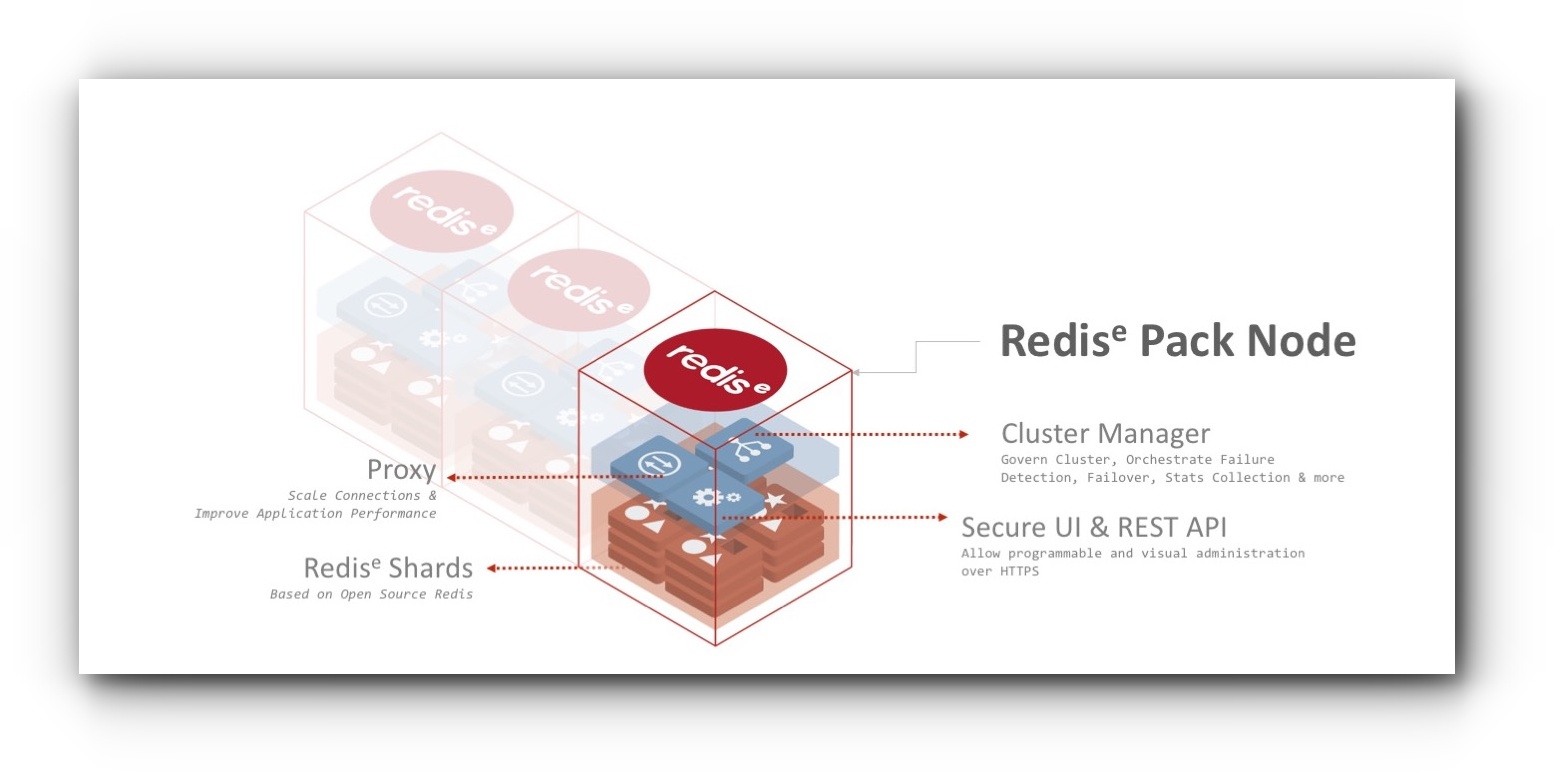 redis e
redis e
redis e
Redisᵉ Pack Node
Cluster Manager
Govern Cluster, Orchestrate Failure
Detection, Failover, Stats Collection & more
Proxy
Scale Connections &
Improve Application Performance
Secure UI & REST API
Allow programmable and visual administration
over HTTPS
Redisᵉ Shards
Based on Open Source Redis